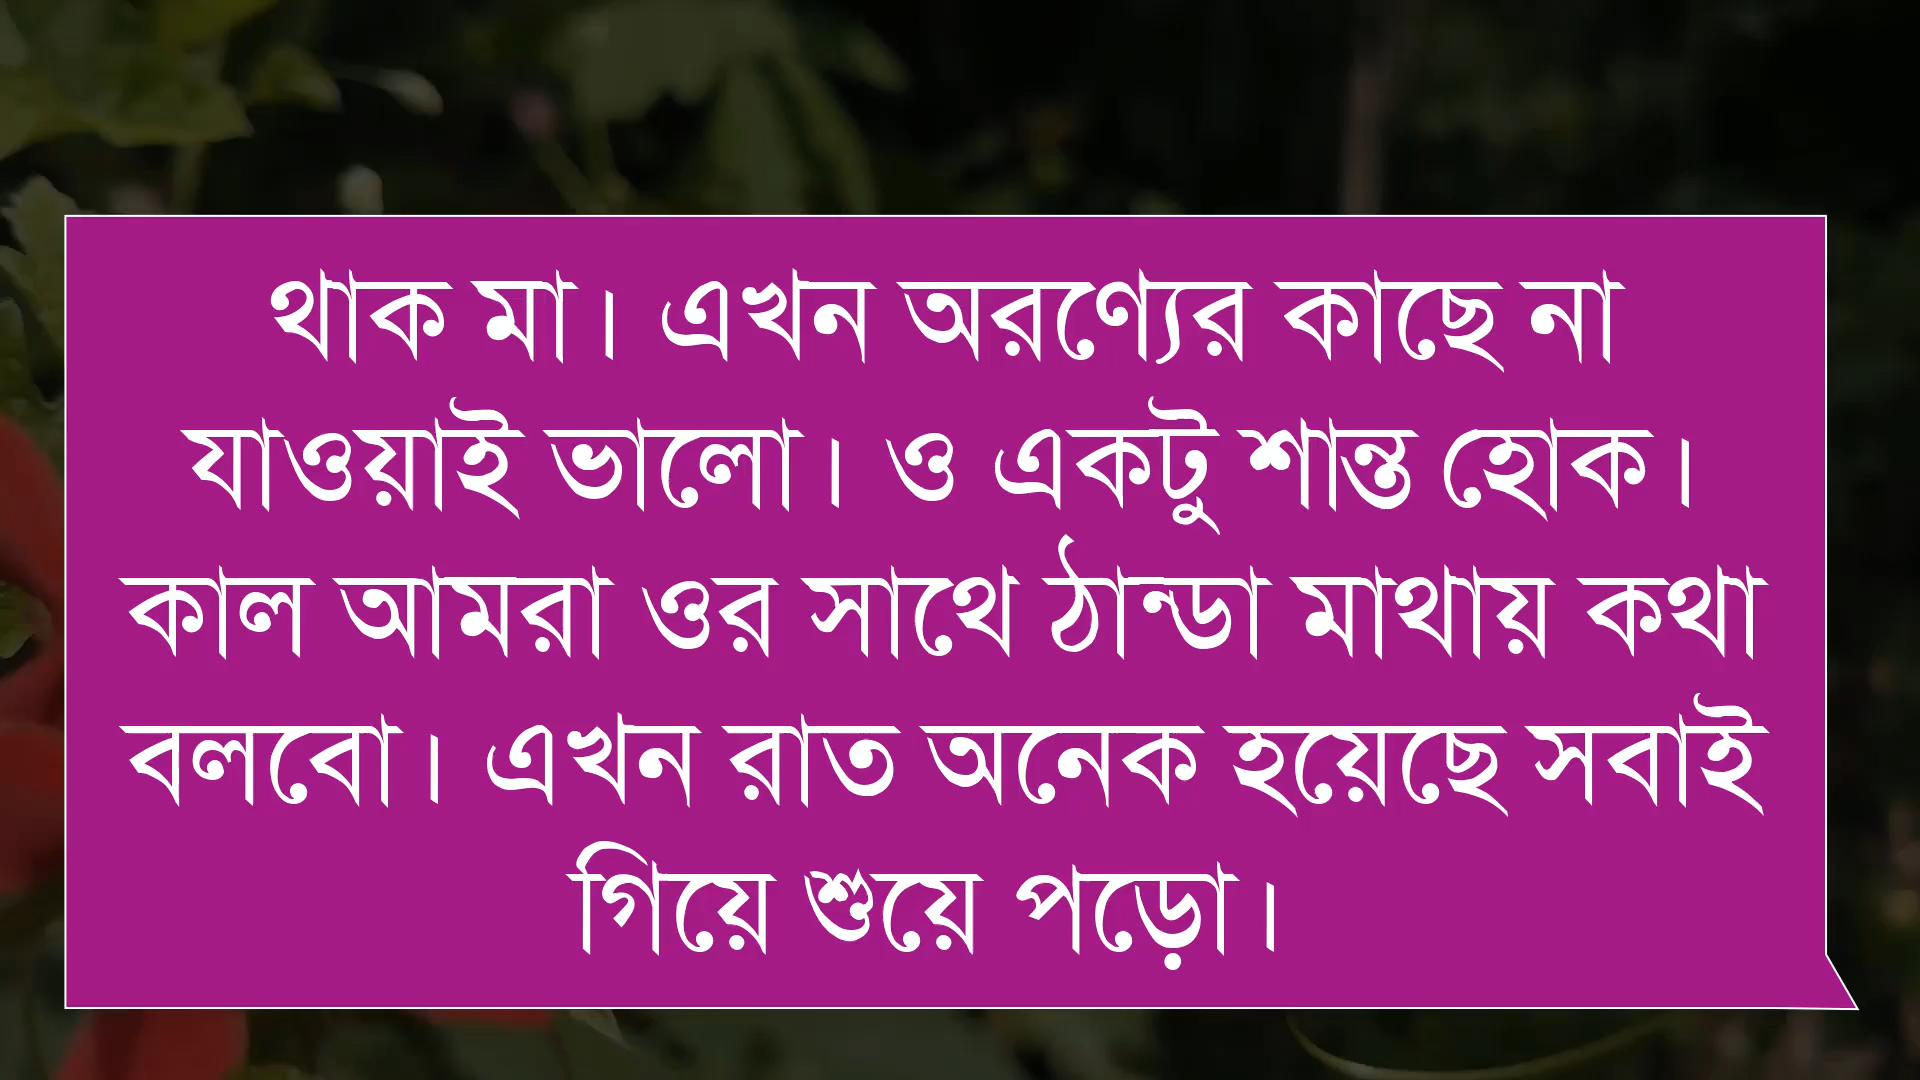 থাক মা। এখন অরণ্যের কাছে না
যাওয়াই ভালো। ও একটু শান্ত হোক।
কাল আমরা ওর সাথে ঠান্ডা মাথায় কথা
বলবো। এখন রাত অনেক হয়েছে সবাই
গিয়ে শুয়ে পড়ো।